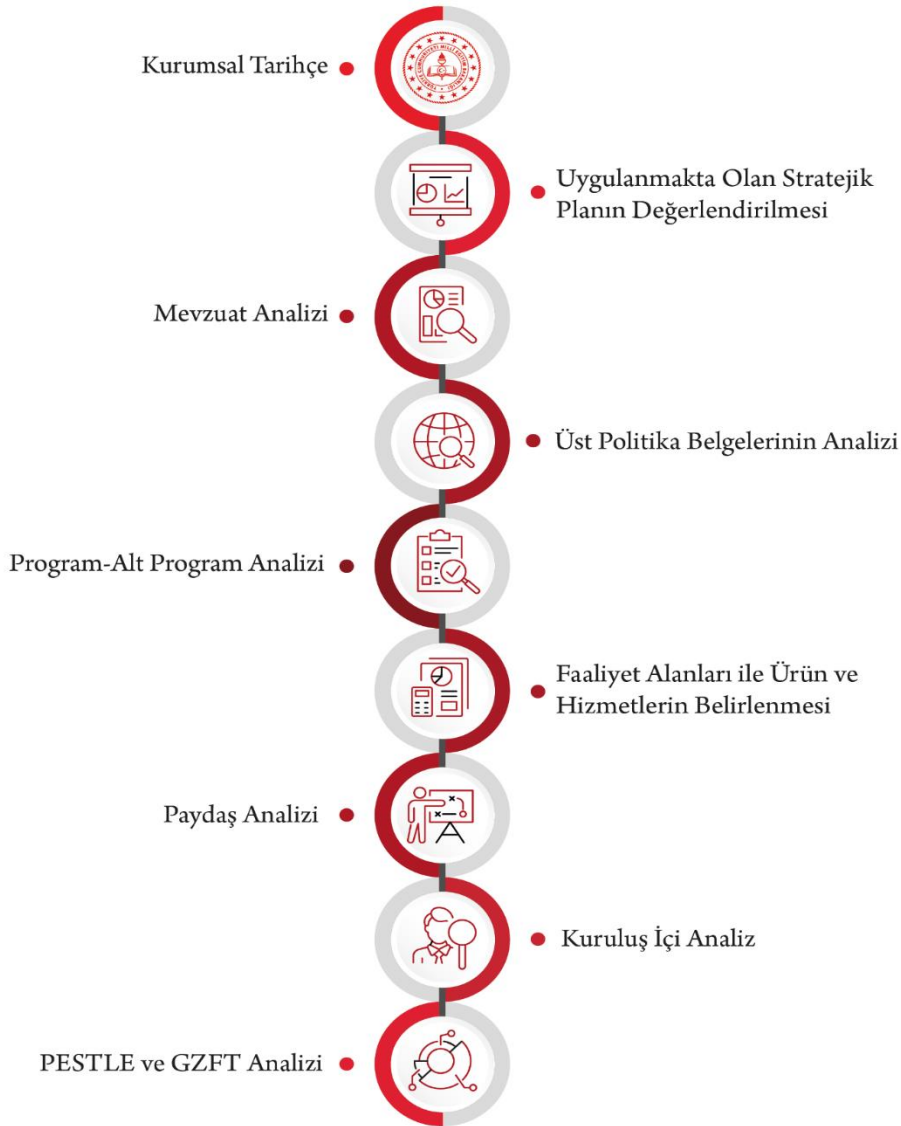 Kurumsal Tarihçe
Uygulanmakta Olan Stratejik
Planın Değerlendirilmesi
Mevzuat Analizi
Üst Politika Belgelerinin Analizi
Program-Alt Program Analizi
Faaliyet Alanları ile Ürün ve
Hizmetlerin Belirlenmesi
Paydaş Analizi
Kuruluş İçi Analiz
PESTLE ve GZFT Analizi